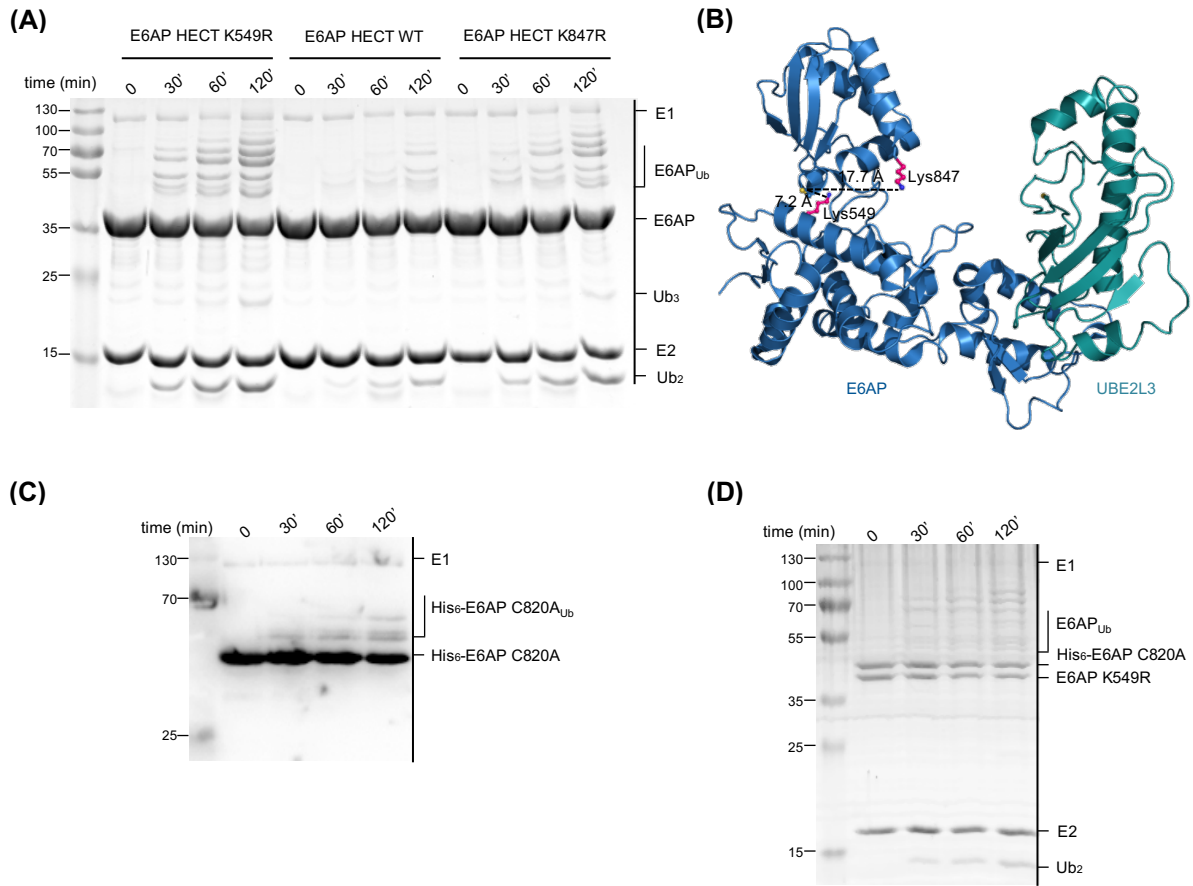 (A)
E6AP HECT K549R
E6AP HECT WT
E6AP HECT K847R
time (min)
0
30'
60'
120'
0
30'
60'
120'
0
30'
60'
120'
130
100
70
55
35
25
15
E1
E6APUb
E6AP
Ub3
E2
Ub2
(B)
17.7 Å
Lys847
7.2 Å
Lys549
E6AP
UBE2L3
(C)
time (min)
0
30'
60'
120'
130
70
25
E1
His6-E6AP C820AUb
His6-E6AP C820A
(D)
time (min)
0
30'
60'
120'
130
100
70
55
35
25
15
E1
E6APUb
His6-E6AP C820A
E6AP K549R
E2
Ub2